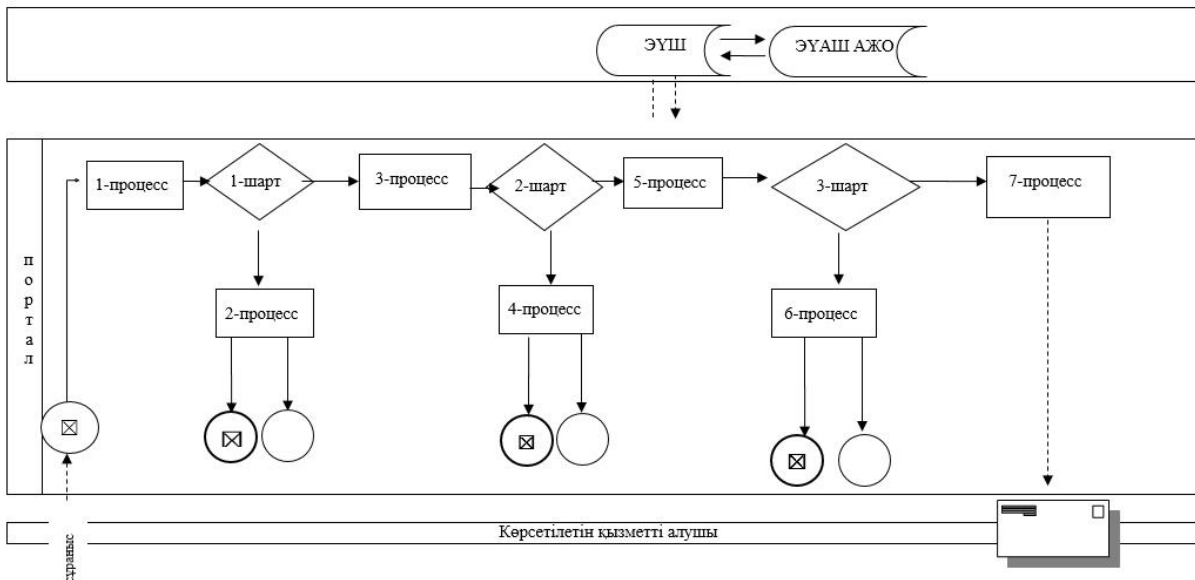 ЭҮШ
ЭҮАШ АЖО
1-процесс
1-шарт
3-процесс
2-шарт
5-процесс
3-шарт
7-процесс
портал
2-процесс
4-процесс
6-процесс
Көрсетілетін қызметті алушы
сұраныс